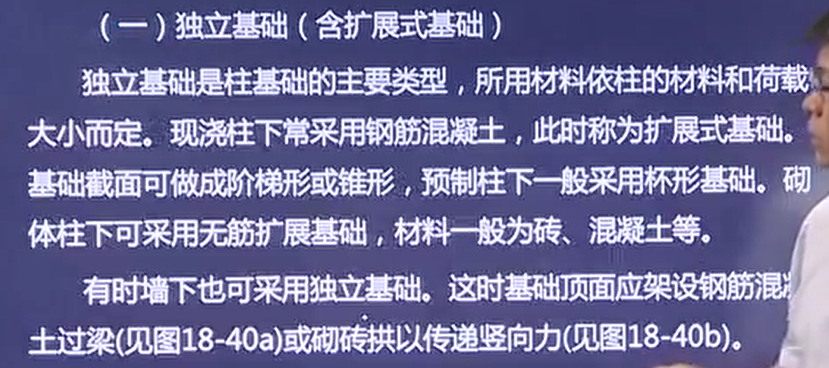 （一）独立基础（含扩展式基础）
独立基础是柱基础的主要类型，所用材料依柱的材料和荷载
大小而定。现浇柱下常采用钢筋混凝土，此时称为扩展式基础。
基础截面可做成阶梯形或锥形，预制柱下一般采用杯形基础。砌
体柱下可采用无筋扩展基础，材料一般为砖、混凝土等。
有时墙下也可采用独立基础。这时基础顶面应架设钢筋混凝
土过梁(见图18-40a)或砌砖拱以传递竖向力(见图18-40b)。